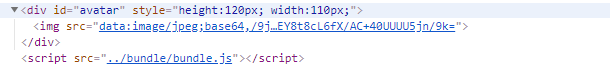 <div id="avatar" style="height:120px; width:110px;">
<img src="data:image/jpeg;base64,/9j…EY8t8cL6fX/AC+40UUUU5jn/9k=">
</div>
<script src="../bundle/bundle.js"></script>